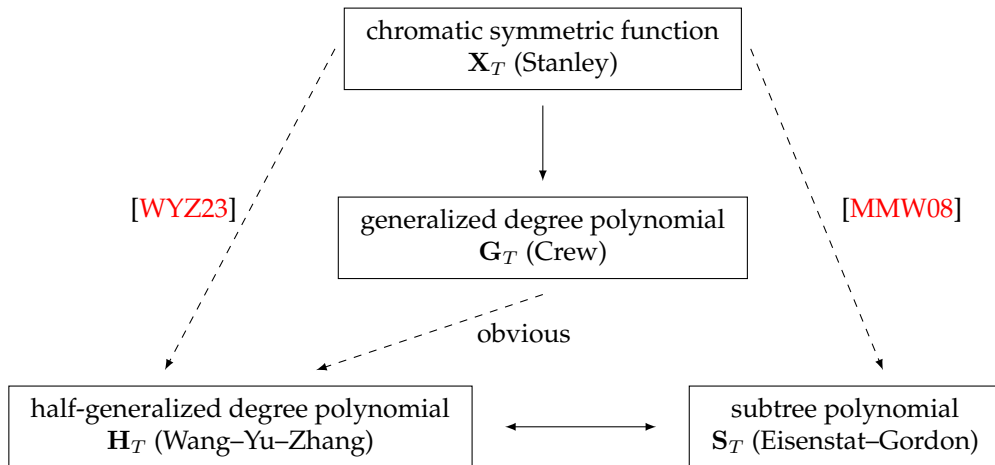 chromatic symmetric function
𝐗_T (Stanley)
[WYZ23]
[MMW08]
generalized degree polynomial
𝐆_T (Crew)
obvious
half-generalized degree polynomial
𝐇_T (Wang–Yu–Zhang)
subtree polynomial
𝐒_T (Eisenstat–Gordon)